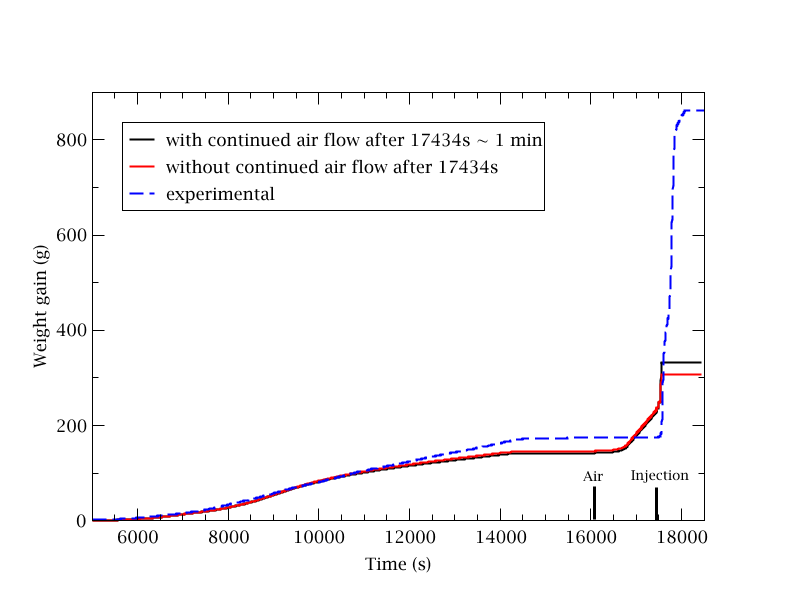 with continued air flow after 17434s ~ 1 min
without continued air flow after 17434s
experimental
800
600
400
200
0
Weight gain (g)
Air
Injection
6000 8000 10000 12000 14000 16000 18000
Time (s)